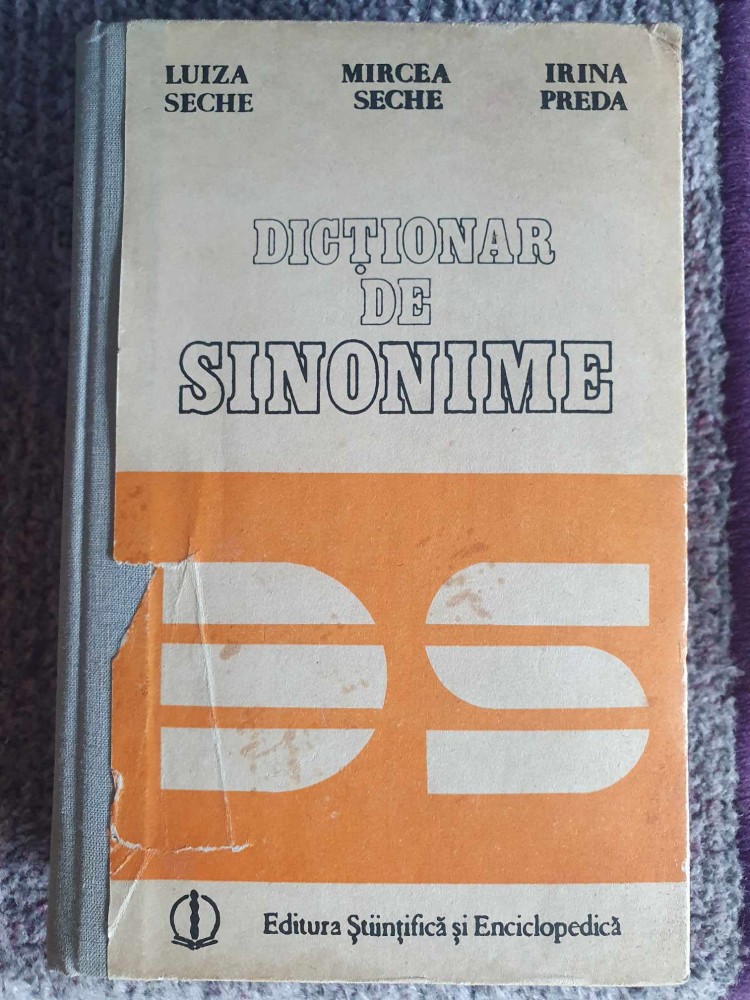 LUIZA SECHE
MIRCEA SECHE
IRINA PREDA
DICȚIONAR
DE
SINONIME
DS
Editura Științifică și Enciclopedică